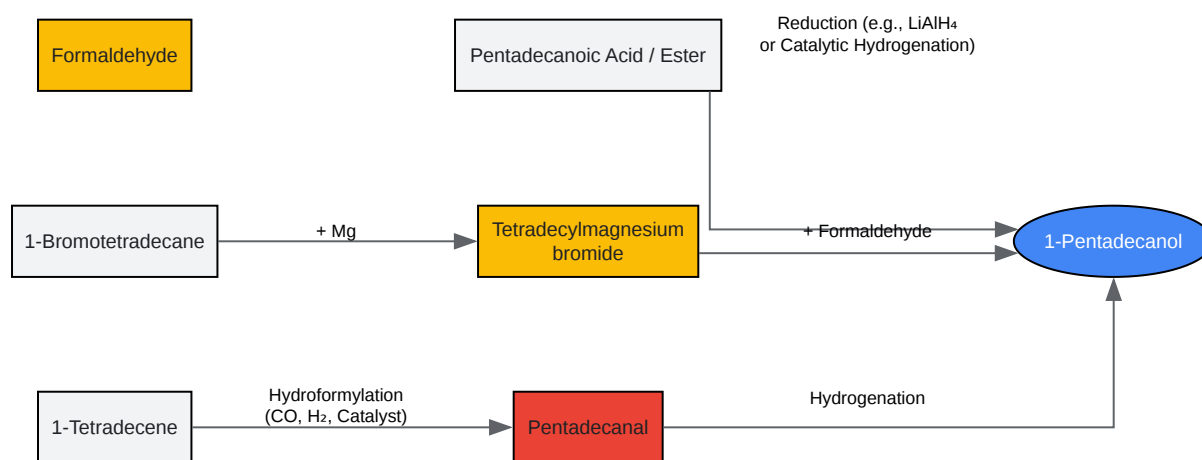 Formaldehyde
Pentadecanoic Acid / Ester
Reduction (e.g., LiAlH₄
or Catalytic Hydrogenation)
1-Bromotetradecane
+ Mg
Tetradecylmagnesium
bromide
+ Formaldehyde
1-Pentadecanol
1-Tetradecene
Hydroformylation
(CO, H₂, Catalyst)
Pentadecanal
Hydrogenation